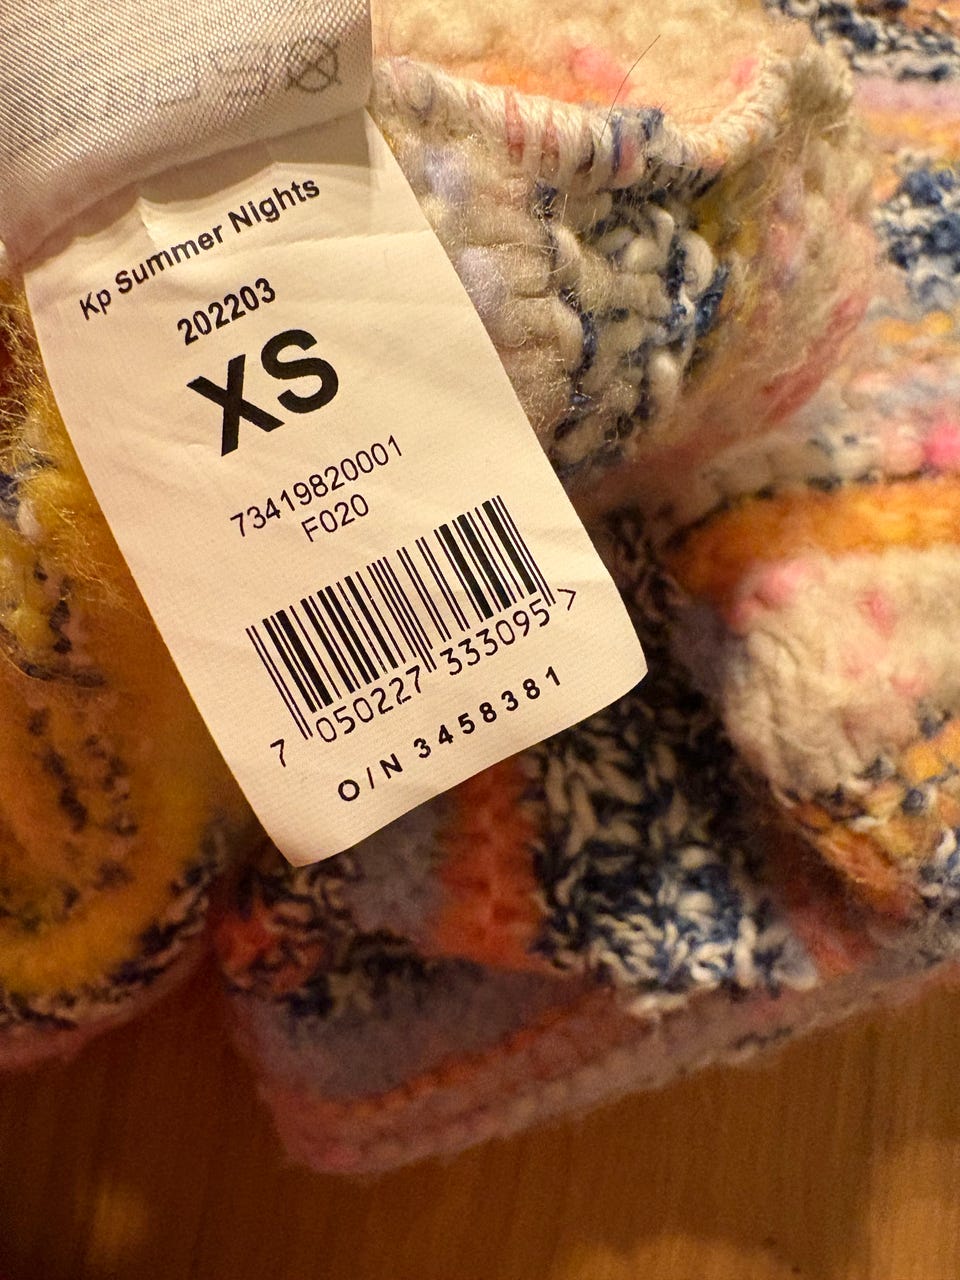 Kp Summer Nights
202203
XS
73419820001
F020
7 050227 333095 >
O/N 3458381